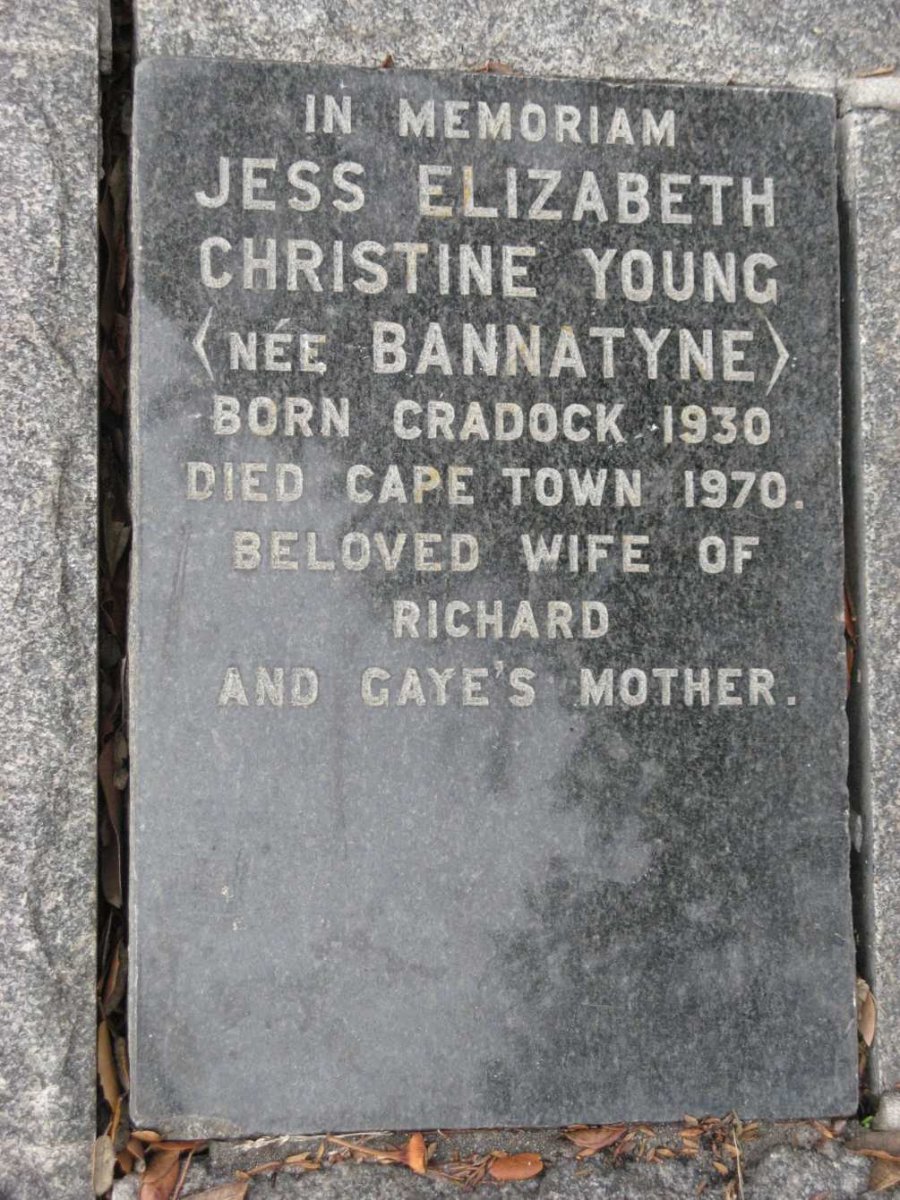 IN MEMORIAM
JESS ELIZABETH
CHRISTINE YOUNG
⟨NÉE BANNATYNE⟩
BORN CRADOCK 1930
DIED CAPE TOWN 1970.
BELOVED WIFE OF
RICHARD
AND GAYE'S MOTHER.